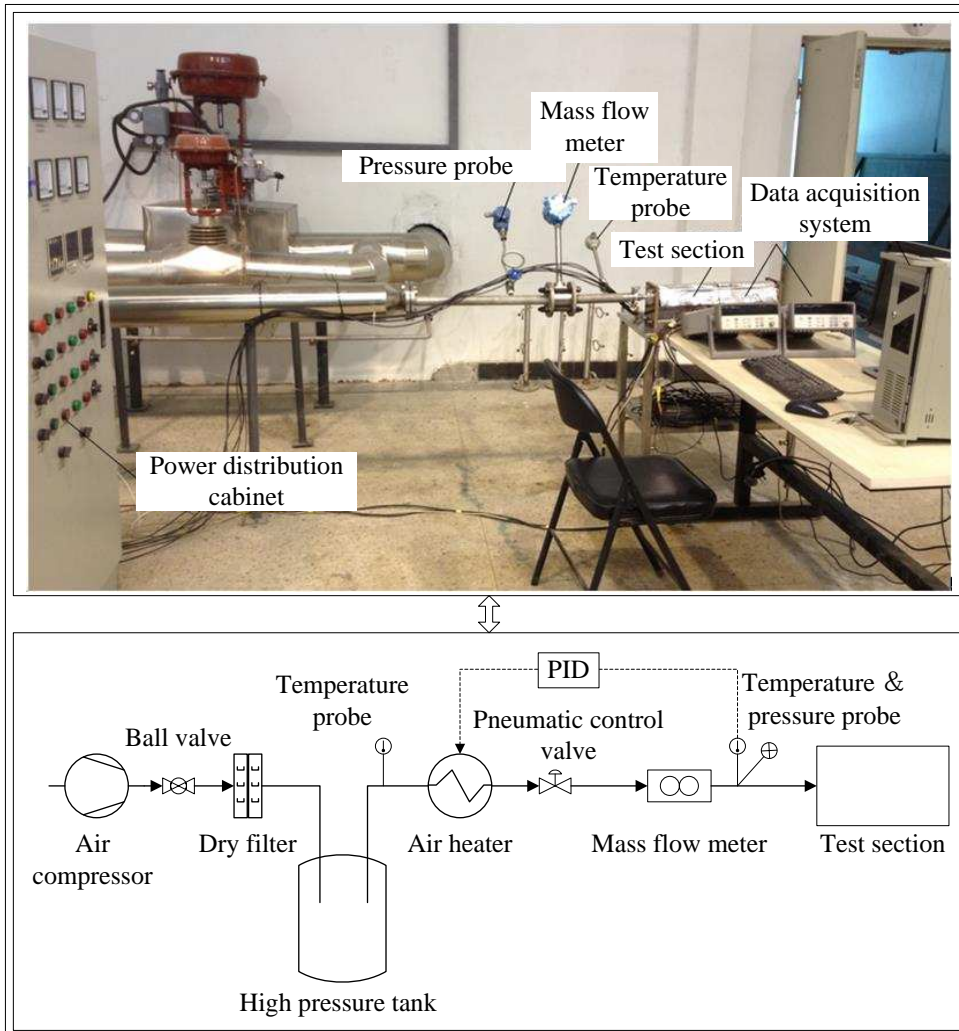 Mass flow
meter
Pressure probe
Temperature
probe
Data acquisition
system
Test section
Power distribution
cabinet
PID
Temperature
probe
Temperature &
pressure probe
Pneumatic control
valve
Ball valve
Air
compressor
Dry filter
Air heater
Mass flow meter
Test section
High pressure tank